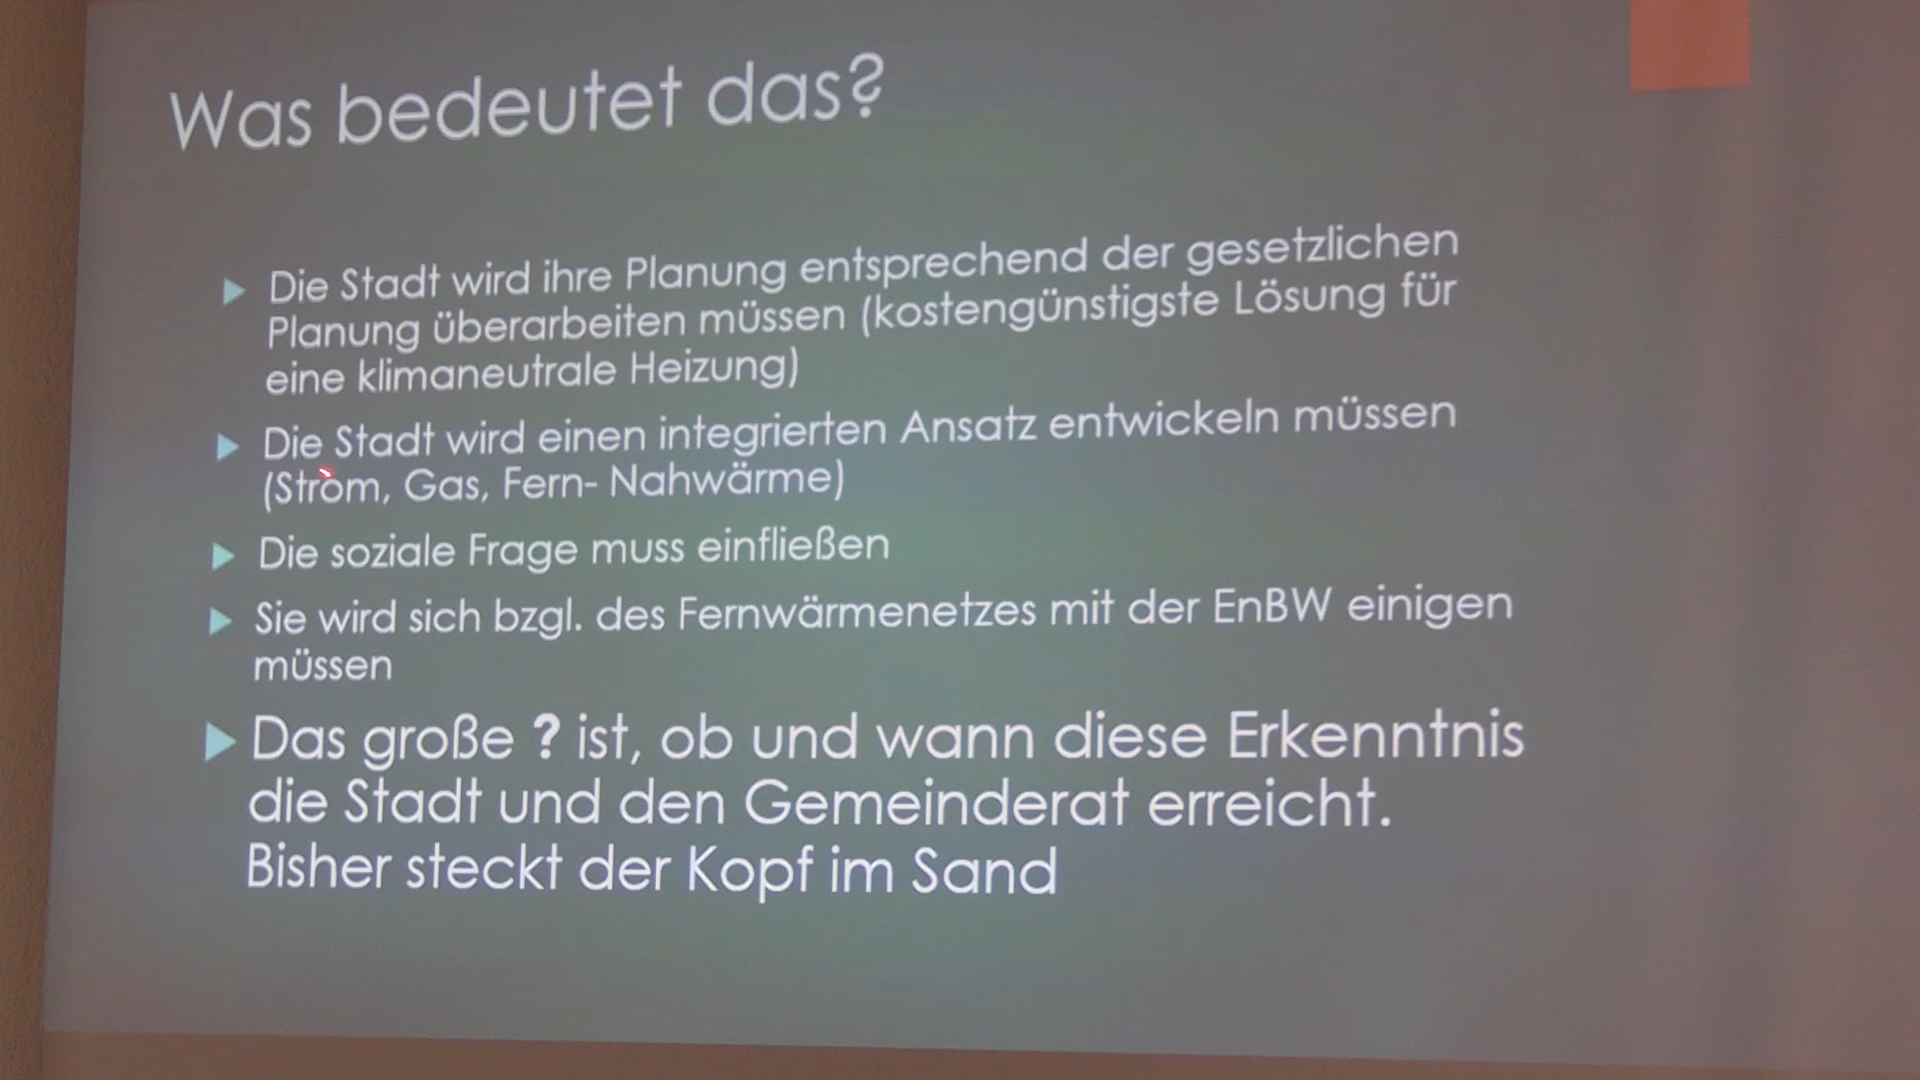 Was bedeutet das?
Die Stadt wird ihre Planung entsprechend der gesetzlichen
Planung überarbeiten müssen (kostengünstigste Lösung für
eine klimaneutrale Heizung)
Die Stadt wird einen integrierten Ansatz entwickeln müssen
(Strom, Gas, Fern- Nahwärme)
Die soziale Frage muss einfließen
Sie wird sich bzgl. des Fernwärmenetzes mit der EnBW einigen
müssen
Das große ? ist, ob und wann diese Erkenntnis
die Stadt und den Gemeinderat erreicht.
Bisher steckt der Kopf im Sand